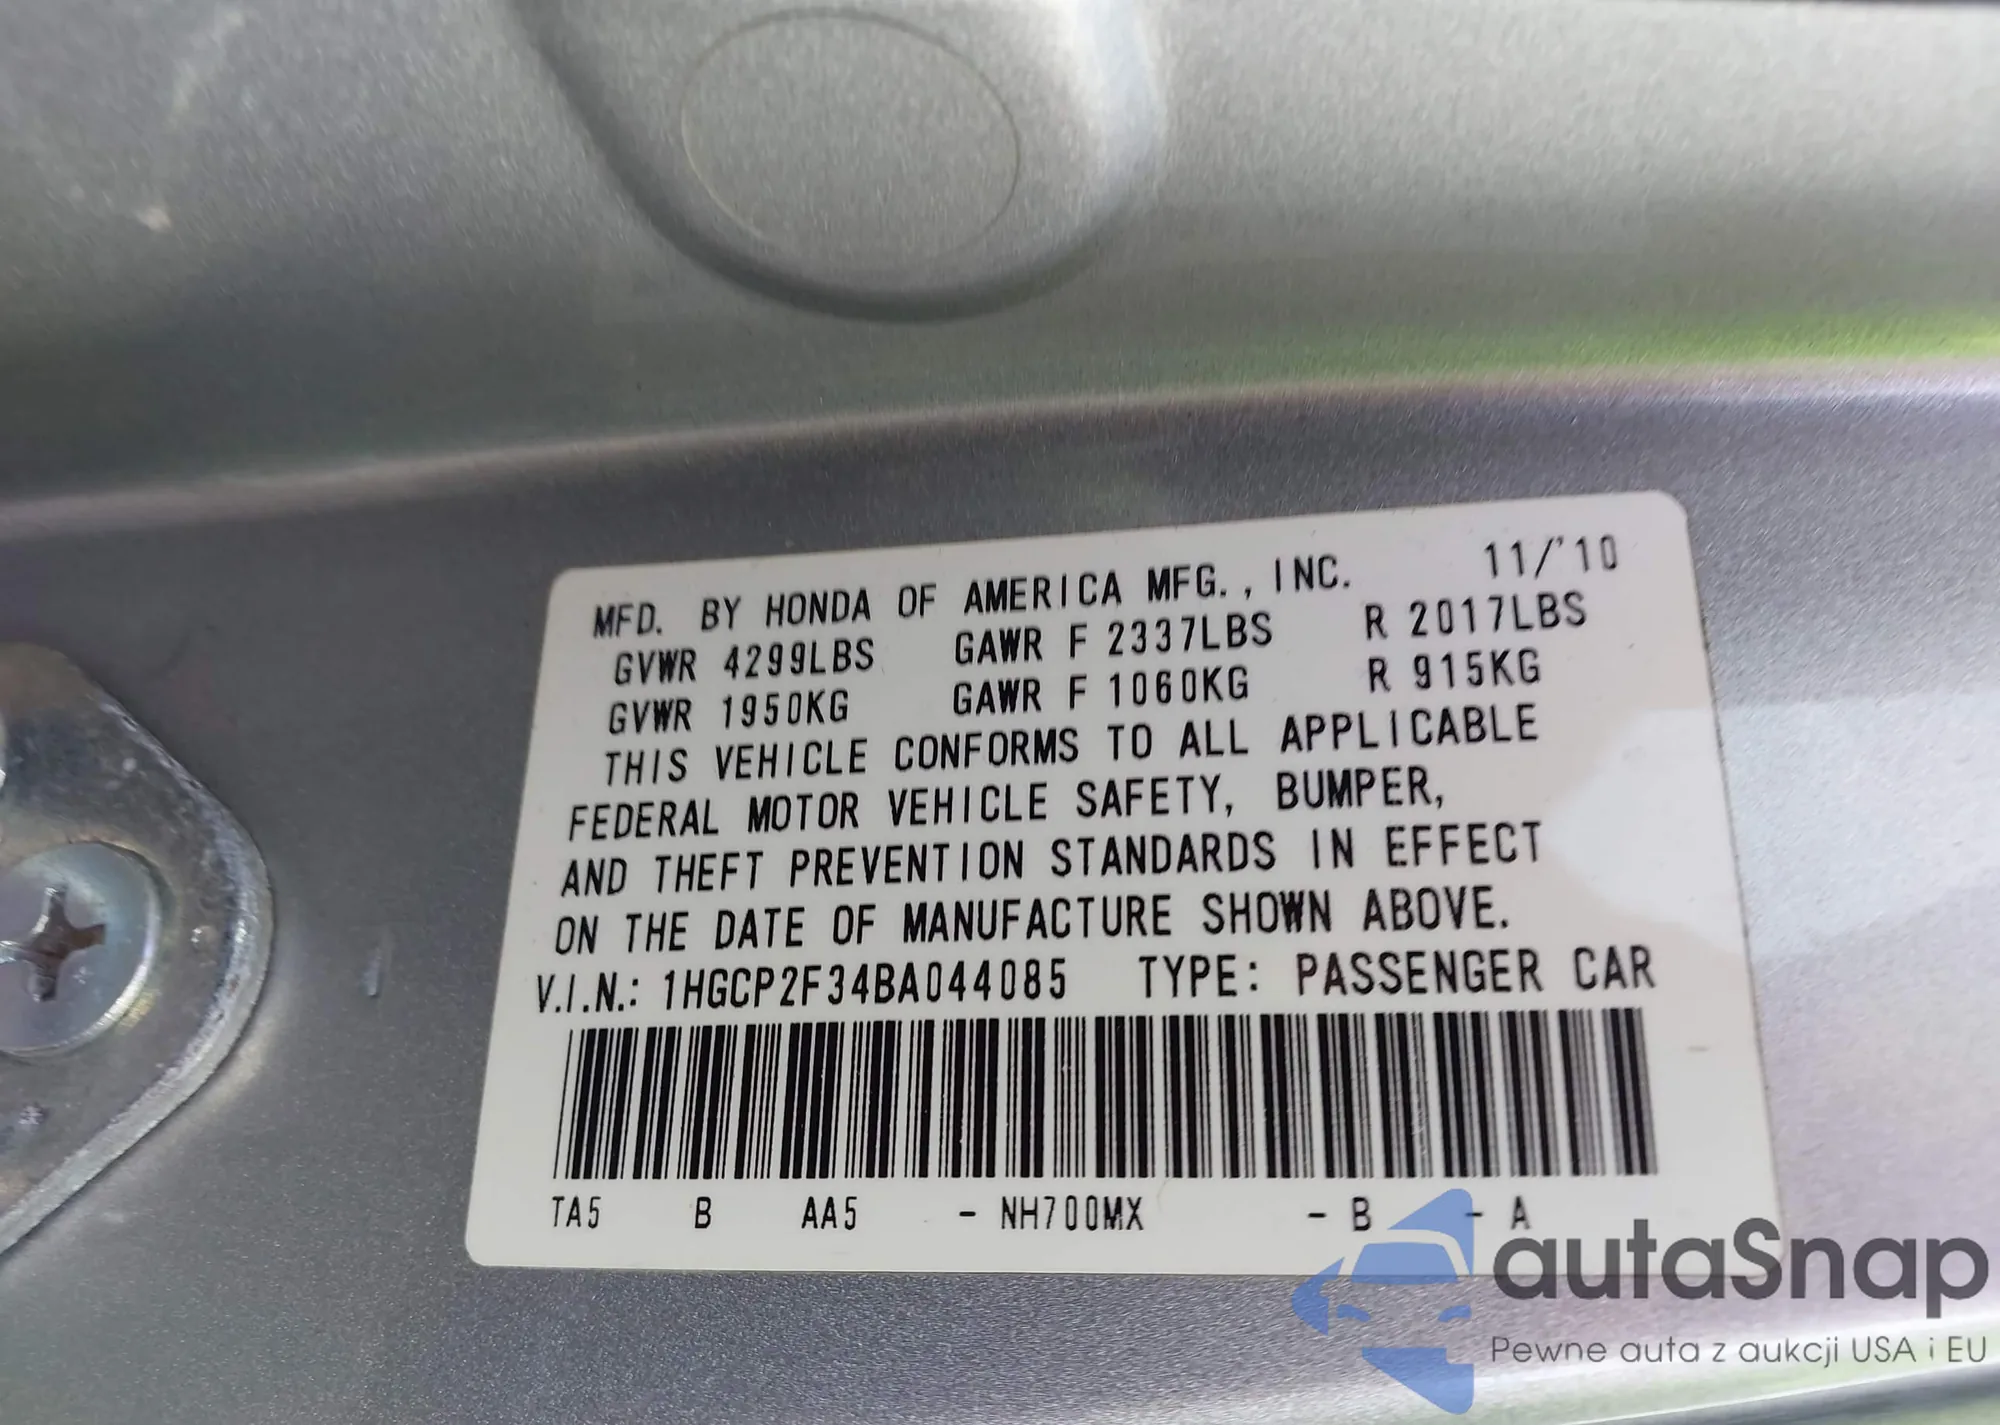 MFD. BY HONDA OF AMERICA MFG., INC. 11/'10
GVWR 4299LBS GAWR F 2337LBS R 2017LBS
GVWR 1950KG GAWR F 1060KG R 915KG
THIS VEHICLE CONFORMS TO ALL APPLICABLE
FEDERAL MOTOR VEHICLE SAFETY, BUMPER,
AND THEFT PREVENTION STANDARDS IN EFFECT
ON THE DATE OF MANUFACTURE SHOWN ABOVE.
V.I.N.: 1HGCP2F34BA044085 TYPE: PASSENGER CAR
TA5 B AA5 - NH700MX - B - A
autaSnap
Pewne auta z aukcji USA i EU